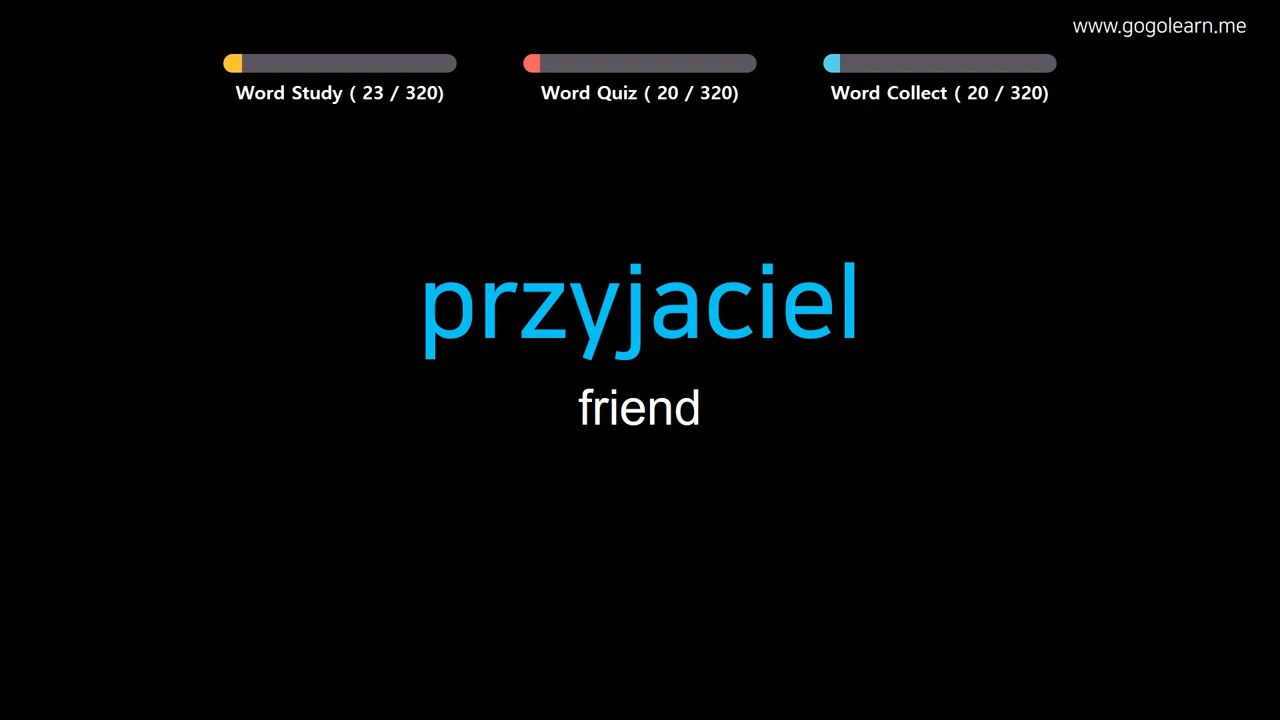 www.gogolearn.me
Word Study ( 23 / 320)
Word Quiz ( 20 / 320)
Word Collect ( 20 / 320)
przyjaciel
friend